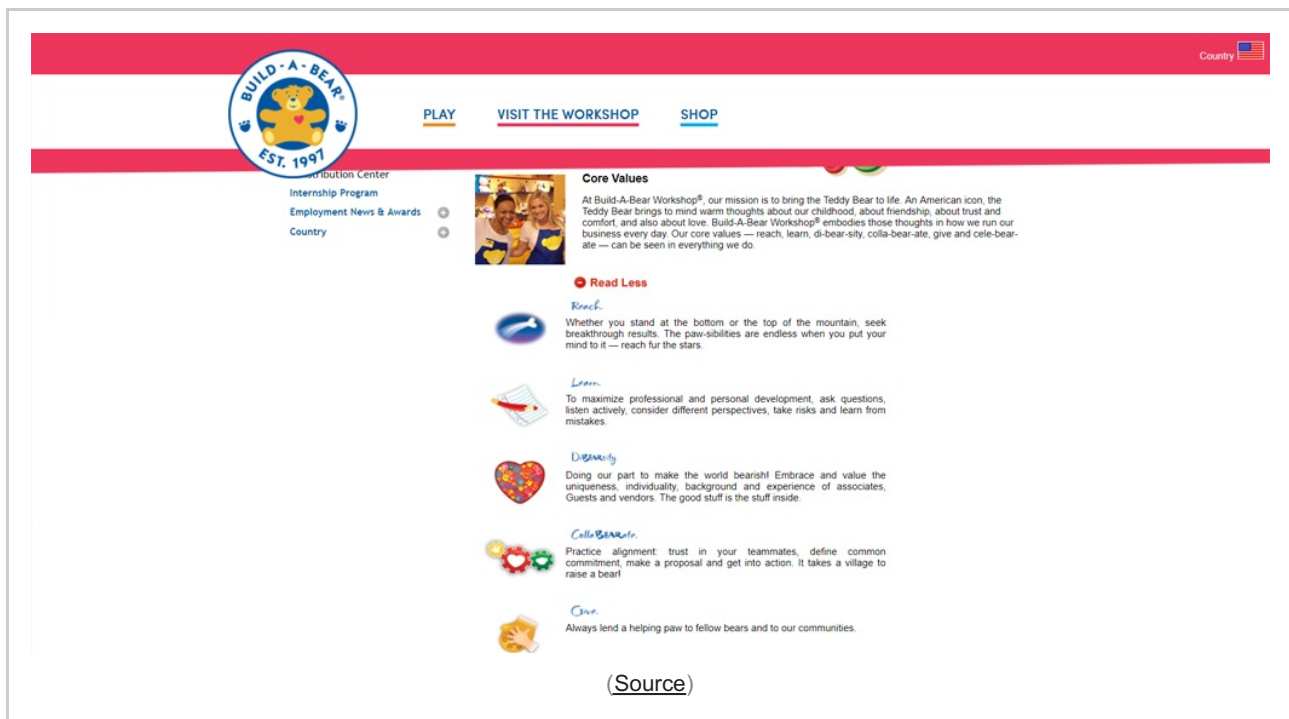 Country
BUILD-A-BEAR®
EST. 1997
PLAY VISIT THE WORKSHOP SHOP
Distribution Center
Internship Program
Employment News & Awards
Country
Core Values
At Build-A-Bear Workshop®, our mission is to bring the Teddy Bear to life. An American icon, the
Teddy Bear brings to mind warm thoughts about our childhood, about friendship, about trust and
comfort, and also about love. Build-A-Bear Workshop® embodies those thoughts in how we run our
business every day. Our core values — reach, learn, di-bear-sity, colla-bear-ate, give and cele-bear-
ate — can be seen in everything we do.
Read Less
Reach
Whether you stand at the bottom or the top of the mountain, seek
breakthrough results. The paw-sibilities are endless when you put your
mind to it — reach fur the stars.
Learn
To maximize professional and personal development, ask questions,
listen actively, consider different perspectives, take risks and learn from
mistakes.
DiBEARsity
Doing our part to make the world bearish! Embrace and value the
uniqueness, individuality, background and experience of associates,
Guests and vendors. The good stuff is the stuff inside.
CollaBEARate
Practice alignment: trust in your teammates, define common
commitment, make a proposal and get into action. It takes a village to
raise a bear!
Give
Always lend a helping paw to fellow bears and to our communities.
(Source)